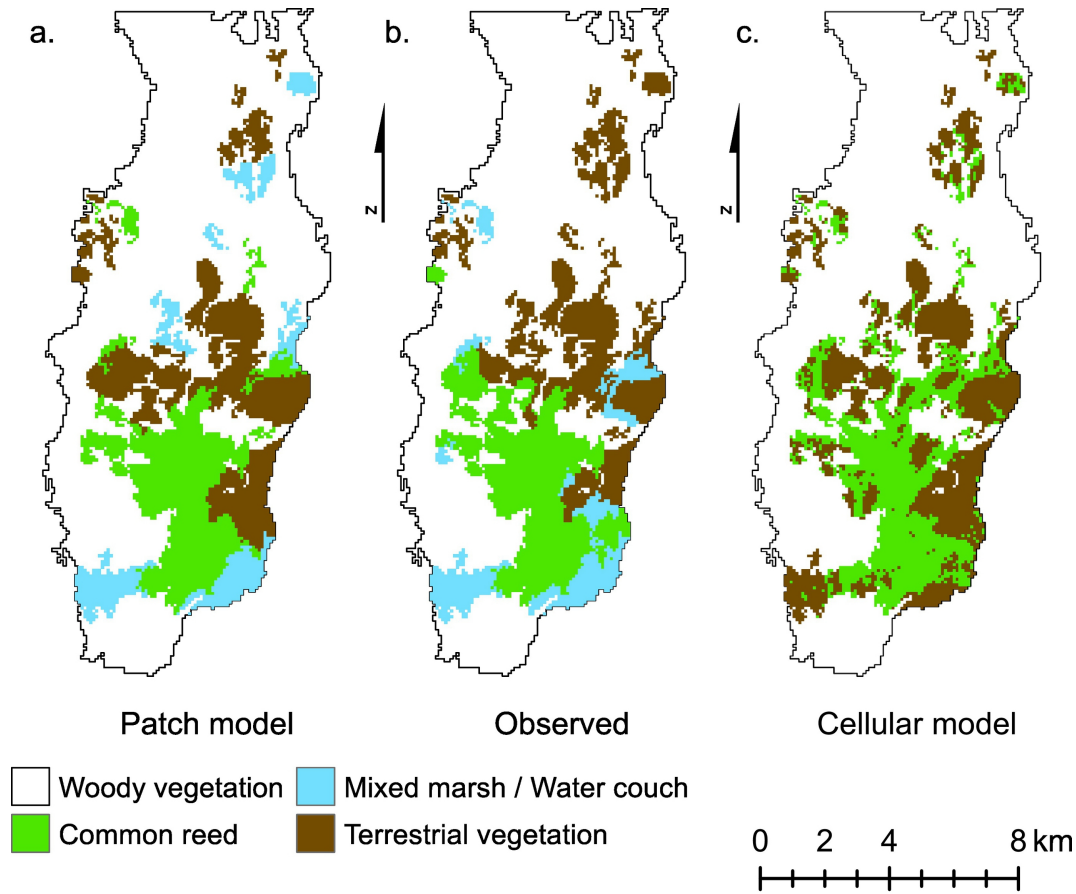 a.
b.
c.
z
z
Patch model
Observed
Cellular model
Woody vegetation
Mixed marsh / Water couch
Common reed
Terrestrial vegetation
0 2 4 6 8 km